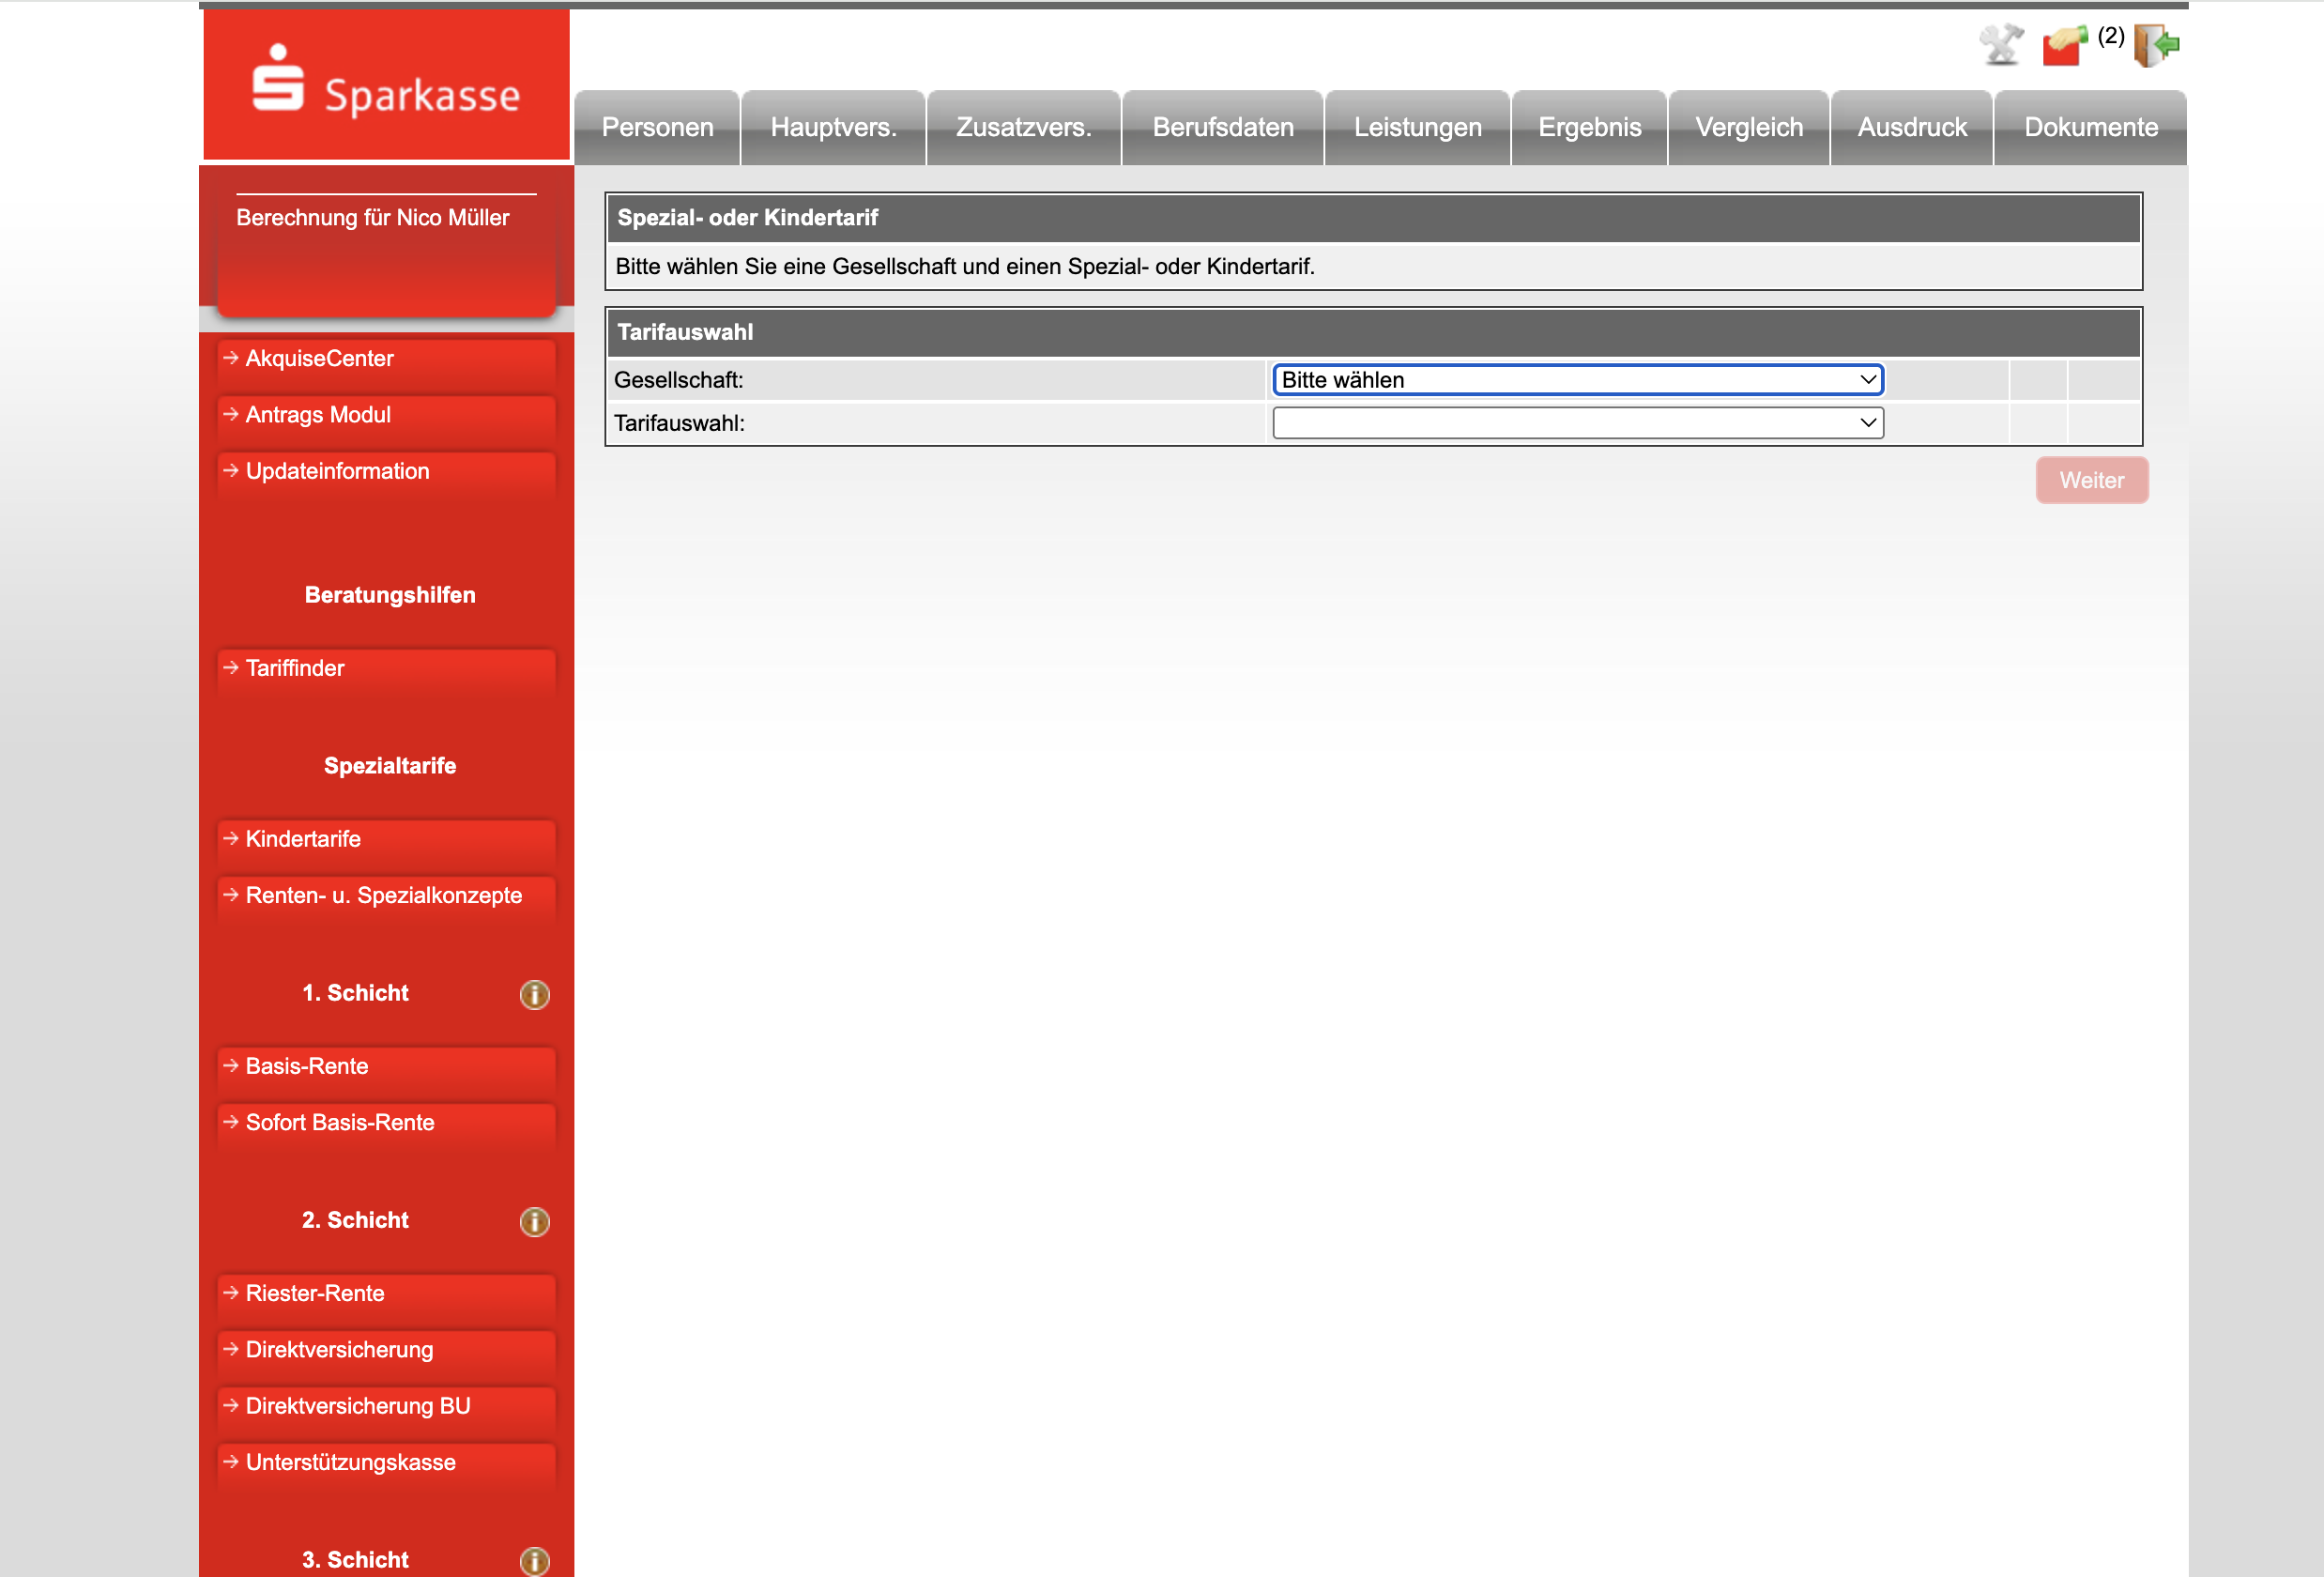 Sparkasse
(2)
Personen
Hauptvers.
Zusatzvers.
Berufsdaten
Leistungen
Ergebnis
Vergleich
Ausdruck
Dokumente
Berechnung für Nico Müller
Spezial- oder Kindertarif
Bitte wählen Sie eine Gesellschaft und einen Spezial- oder Kindertarif.
Tarifauswahl
Gesellschaft:
Bitte wählen
Tarifauswahl:
Weiter
AkquiseCenter
Antrags Modul
Updateinformation
Beratungshilfen
Tariffinder
Spezialtarife
Kindertarife
Renten- u. Spezialkonzepte
1. Schicht
Basis-Rente
Sofort Basis-Rente
2. Schicht
Riester-Rente
Direktversicherung
Direktversicherung BU
Unterstützungskasse
3. Schicht